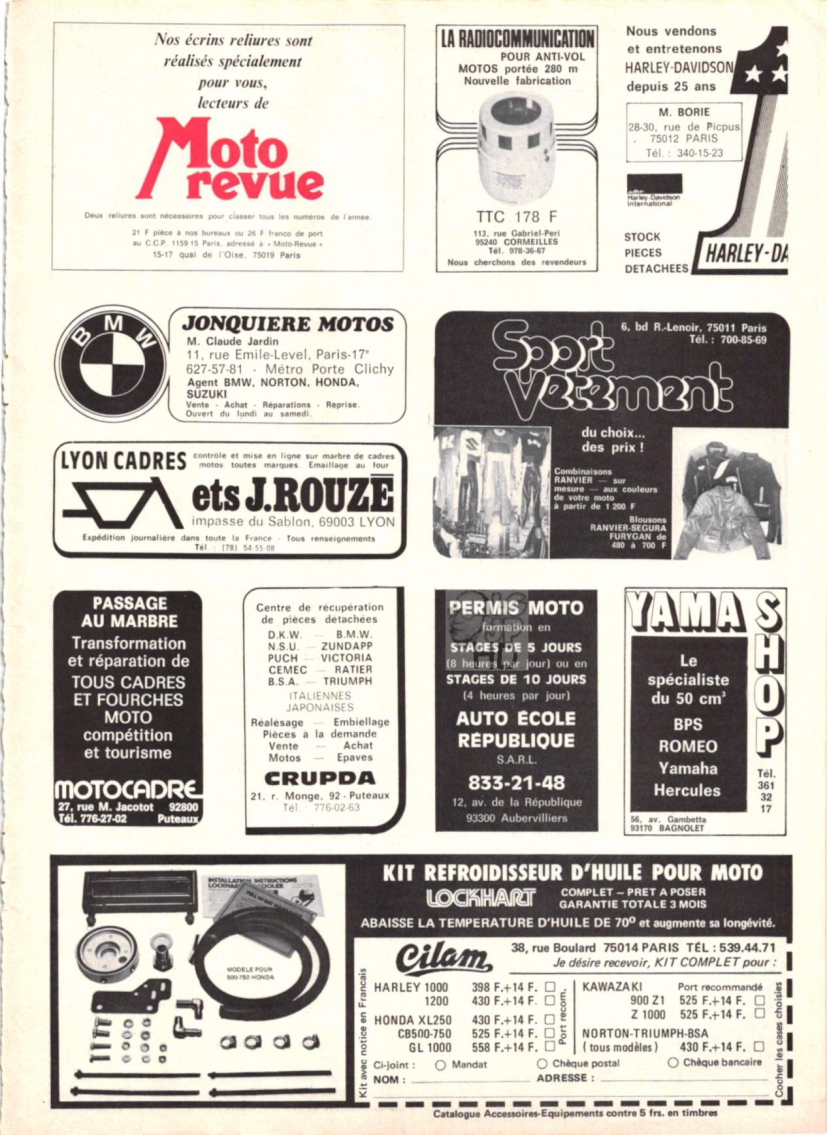 Nos écrins reliures sont
réalisés spécialement
pour vous,
lecteurs de
Moto
revue
Deux reliures sont nécessaires pour classer tous les numéros de l'année.
21 F pièce à nos bureaux ou 26 F franco de port
au C.C.P. 1159 15 Paris, adressé à « Moto-Revue »
15-17 quai de l'Oise, 75019 Paris
LA RADIOCOMMUNICATION
POUR ANTI-VOL
MOTOS portée 280 m
Nouvelle fabrication
TTC 178 F
113, rue Gabriel-Peri
95240 CORMEILLES
Tél. 978-36-67
Nous cherchons des revendeurs
Nous vendons
et entretenons
HARLEY-DAVIDSON
depuis 25 ans
M. BORIE
28-30, rue de Picpus
75012 PARIS
Tél. : 340-15-23
Harley-Davidson
International
STOCK
PIECES
DETACHEES
HARLEY-DA
BMW
JONQUIERE MOTOS
M. Claude Jardin
11, rue Emile-Level, Paris-17e
627-57-81 - Métro Porte Clichy
Agent BMW, NORTON, HONDA,
SUZUKI
Vente - Achat - Réparations - Reprise.
Ouvert du lundi au samedi.
6, bd R.-Lenoir, 75011 Paris
Tél. : 700-85-69
Sport
Vetement
du choix...
des prix !
Combinaisons
RANVIER — sur
mesure — aux couleurs
de votre moto
à partir de 1 200 F
Blousons
RANVIER-SEGURA
FURYGAN de
480 à 700 F
LYON CADRES
contrôle et mise en ligne sur marbre de cadres
motos toutes marques. Emaillage au four
ets J.ROUZÉ
impasse du Sablon, 69003 LYON
Expédition journalière dans toute la France - Tous renseignements
Tél : (78) 54-55-08
PASSAGE
AU MARBRE
Transformation
et réparation de
TOUS CADRES
ET FOURCHES
MOTO
compétition
et tourisme
MOTOCADRE
27, rue M. Jacotot 92800
Tél. 776-27-02 Puteaux
Centre de récupération
de pièces détachées
D.K.W. — B.M.W.
N.S.U. — ZUNDAPP
PUCH — VICTORIA
CEMEC — RATIER
B.S.A. — TRIUMPH
ITALIENNES
JAPONAISES
Réalésage — Embiellage
Pièces à la demande
Vente — Achat
Motos — Epaves
CRUPDA
21, r. Monge, 92 - Puteaux
Tél 776-02-63
PERMIS MOTO
formation en
STAGES DE 5 JOURS
(8 heures par jour) ou en
STAGES DE 10 JOURS
(4 heures par jour)
AUTO ÉCOLE
RÉPUBLIQUE
S.A.R.L.
833-21-48
12, av. de la République
93300 Aubervilliers
YAMA SHOP
Le
spécialiste
du 50 cm³
BPS
ROMEO
Yamaha
Hercules
Tél.
361
32
17
56, av. Gambetta
93170 BAGNOLET
INSTALLATION INSTRUCTIONS
LOCKHART COOLER
MODELE POUR
500-750 HONDA
KIT REFROIDISSEUR D'HUILE POUR MOTO
LOCKHART
COMPLET – PRET A POSER
GARANTIE TOTALE 3 MOIS
ABAISSE LA TEMPERATURE D'HUILE DE 70º et augmente sa longévité.
Cilam
38, rue Boulard 75014 PARIS TÉL : 539.44.71
Je désire recevoir, KIT COMPLET pour :
Kit avec notice en Francais
HARLEY 1000 398 F.+14 F.
1200 430 F.+14 F.
HONDA XL250 430 F.+14 F.
CB500-750 525 F.+14 F.
GL 1000 558 F.+14 F.
Port recom.
KAWAZAKI Port recommandé
900 Z1 525 F.+14 F.
Z 1000 525 F.+14 F.
NORTON-TRIUMPH-BSA
( tous modèles ) 430 F.+14 F.
Cocher les cases choisies
Ci-joint : Mandat Chèque postal Chèque bancaire
NOM : ADRESSE :
Catalogue Accessoires-Equipements contre 5 frs. en timbres